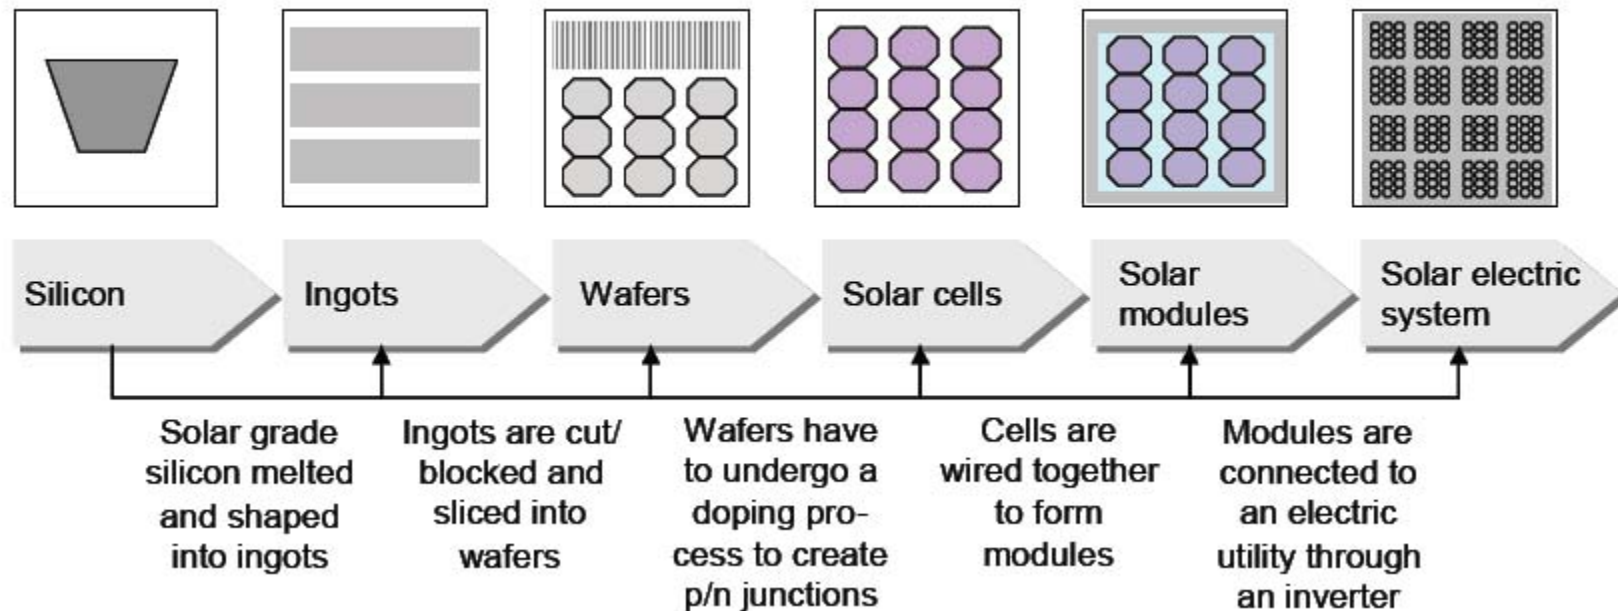 Silicon
Ingots
Wafers
Solar cells
Solar
modules
Solar electric
system
Solar grade
silicon melted
and shaped
into ingots
Ingots are cut/
blocked and
sliced into
wafers
Wafers have
to undergo a
doping pro-
cess to create
p/n junctions
Cells are
wired together
to form
modules
Modules are
connected to
an electric
utility through
an inverter